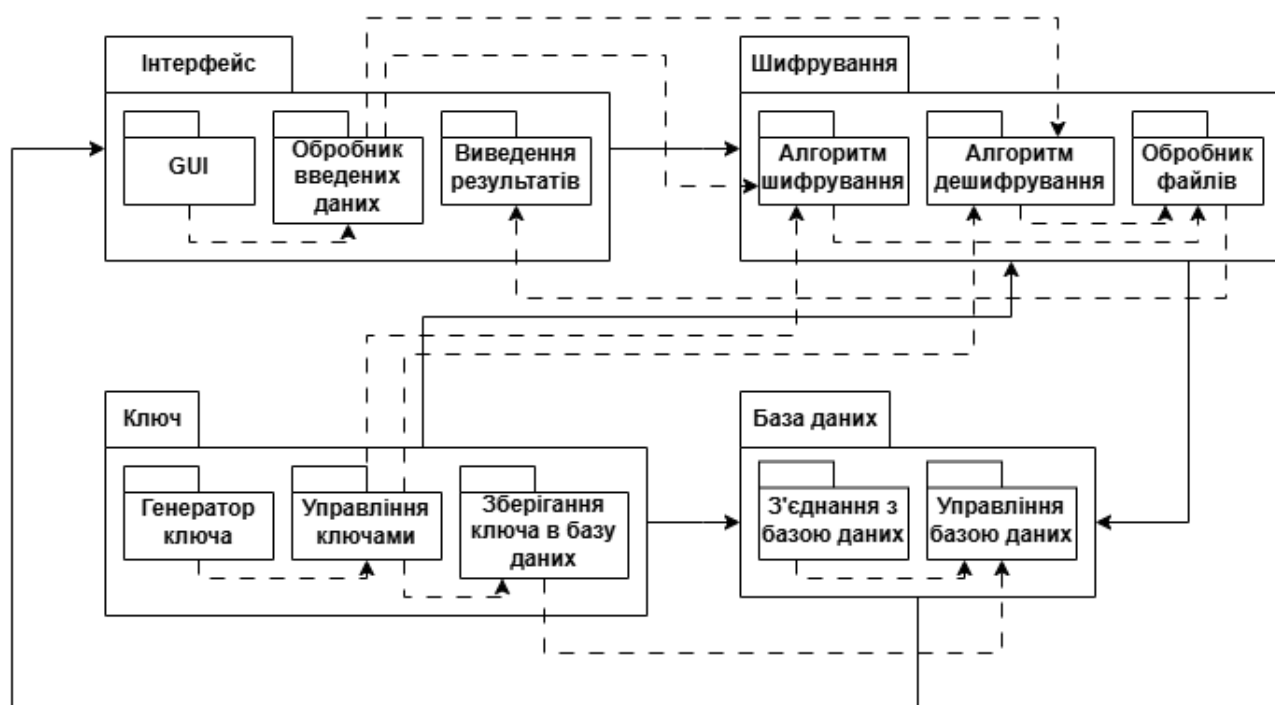 Інтерфейс
GUI
Обробник
введених
даних
Виведення
результатів
Шифрування
Алгоритм
шифрування
Алгоритм
дешифрування
Обробник
файлів
Ключ
Генератор
ключа
Управління
ключами
Зберігання
ключа в базу
даних
База даних
З'єднання з
базою даних
Управління
базою даних